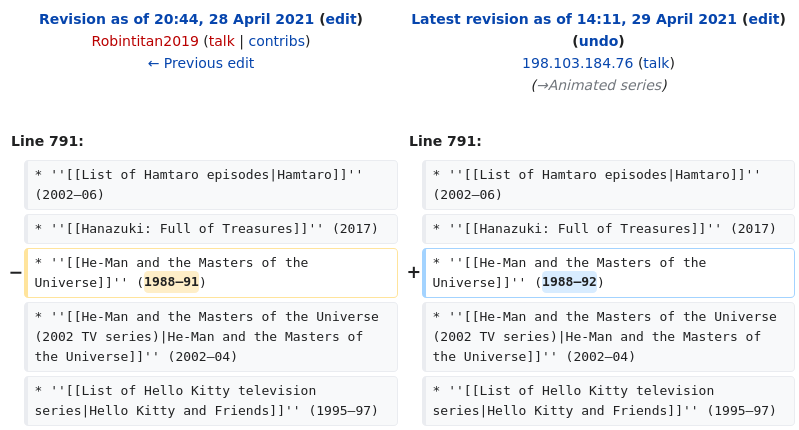 Revision as of 20:44, 28 April 2021 (edit)
Robintitan2019 (talk | contribs)
← Previous edit
Latest revision as of 14:11, 29 April 2021 (edit)
(undo)
198.103.184.76 (talk)
(→Animated series)
Line 791:
* ''[[List of Hamtaro episodes|Hamtaro]]''
(2002–06)
* ''[[Hanazuki: Full of Treasures]]'' (2017)
− * ''[[He-Man and the Masters of the
Universe]]'' (1988–91)
* ''[[He-Man and the Masters of the Universe
(2002 TV series)|He-Man and the Masters of
the Universe]]'' (2002–04)
* ''[[List of Hello Kitty television
series|Hello Kitty and Friends]]'' (1995–97)
Line 791:
* ''[[List of Hamtaro episodes|Hamtaro]]''
(2002–06)
* ''[[Hanazuki: Full of Treasures]]'' (2017)
+ * ''[[He-Man and the Masters of the
Universe]]'' (1988–92)
* ''[[He-Man and the Masters of the Universe
(2002 TV series)|He-Man and the Masters of
the Universe]]'' (2002–04)
* ''[[List of Hello Kitty television
series|Hello Kitty and Friends]]'' (1995–97)